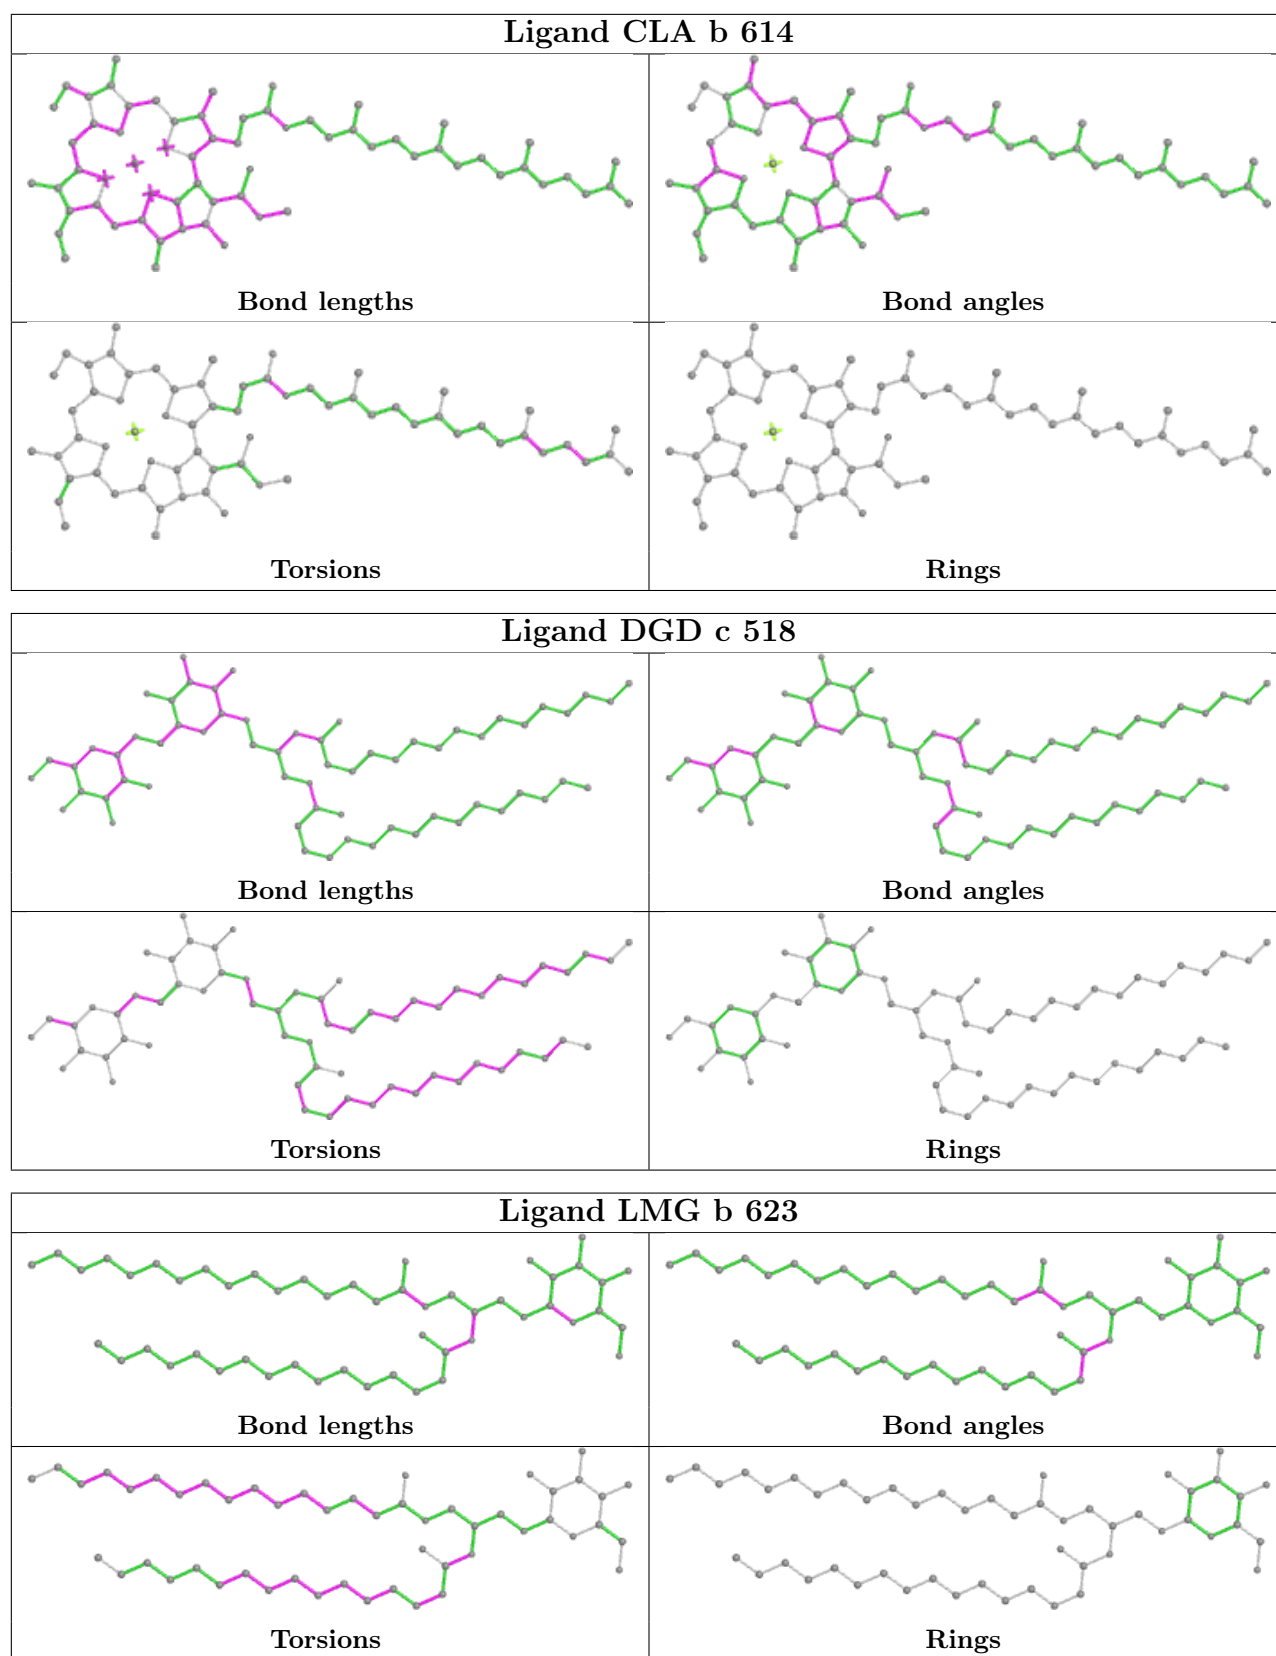 Ligand CLA b 614
Bond lengths
Bond angles
Torsions
Rings
Ligand DGD c 518
Bond lengths
Bond angles
Torsions
Rings
Ligand LMG b 623
Bond lengths
Bond angles
Torsions
Rings